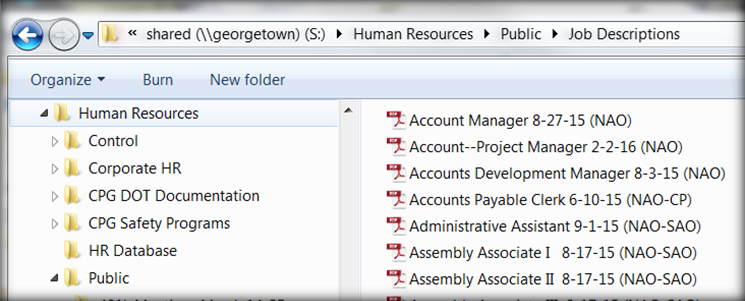 « shared (\\georgetown) (S:) Human Resources Public Job Descriptions
Organize Burn New folder
Human Resources
Control
Corporate HR
CPG DOT Documentation
CPG Safety Programs
HR Database
Public
Account Manager 8-27-15 (NAO)
Account--Project Manager 2-2-16 (NAO)
Accounts Development Manager 8-3-15 (NAO)
Accounts Payable Clerk 6-10-15 (NAO-CP)
Administrative Assistant 9-1-15 (NAO-SAO)
Assembly Associate I 8-17-15 (NAO-SAO)
Assembly Associate II 8-17-15 (NAO-SAO)